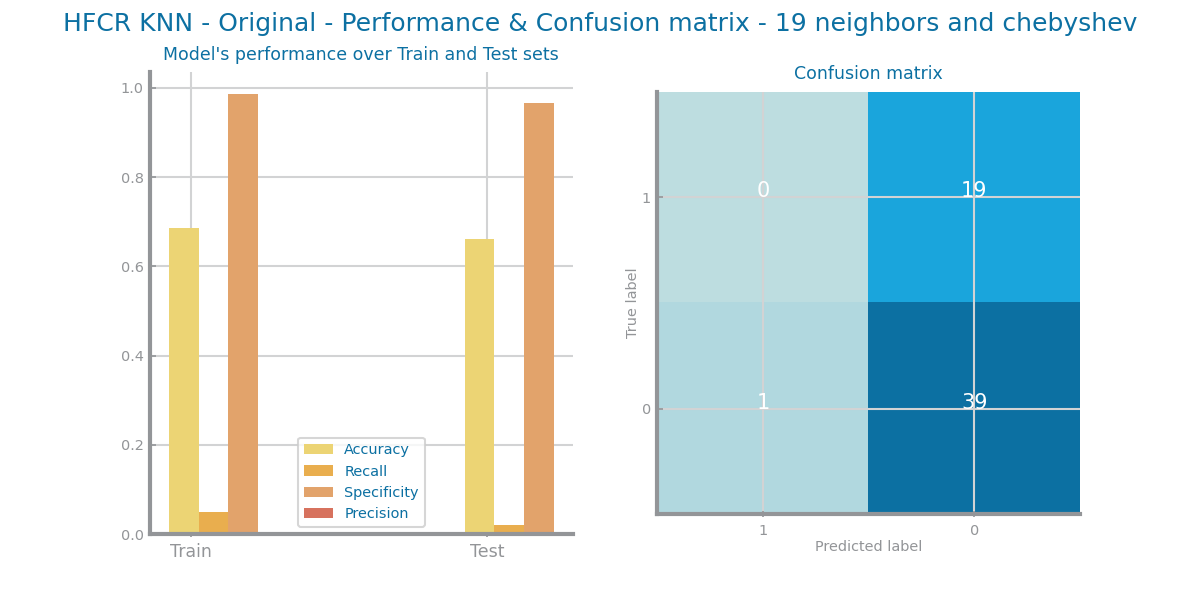 HFCR KNN - Original - Performance & Confusion matrix - 19 neighbors and chebyshev
Model's performance over Train and Test sets
1.0
0.8
0.6
0.4
0.2
0.0
Train
Test
Accuracy
Recall
Specificity
Precision
Confusion matrix
True label
1
0
0
19
1
39
1
0
Predicted label